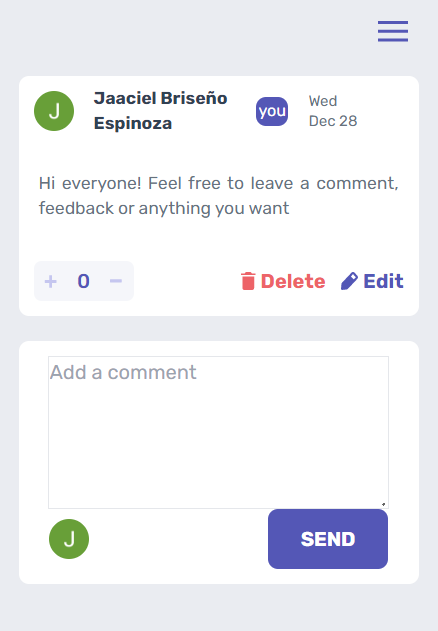 J
Jaaciel Briseño
Espinoza
you
Wed
Dec 28
Hi everyone! Feel free to leave a comment,
feedback or anything you want
+ 0 −
Delete
Edit
Add a comment
J
SEND